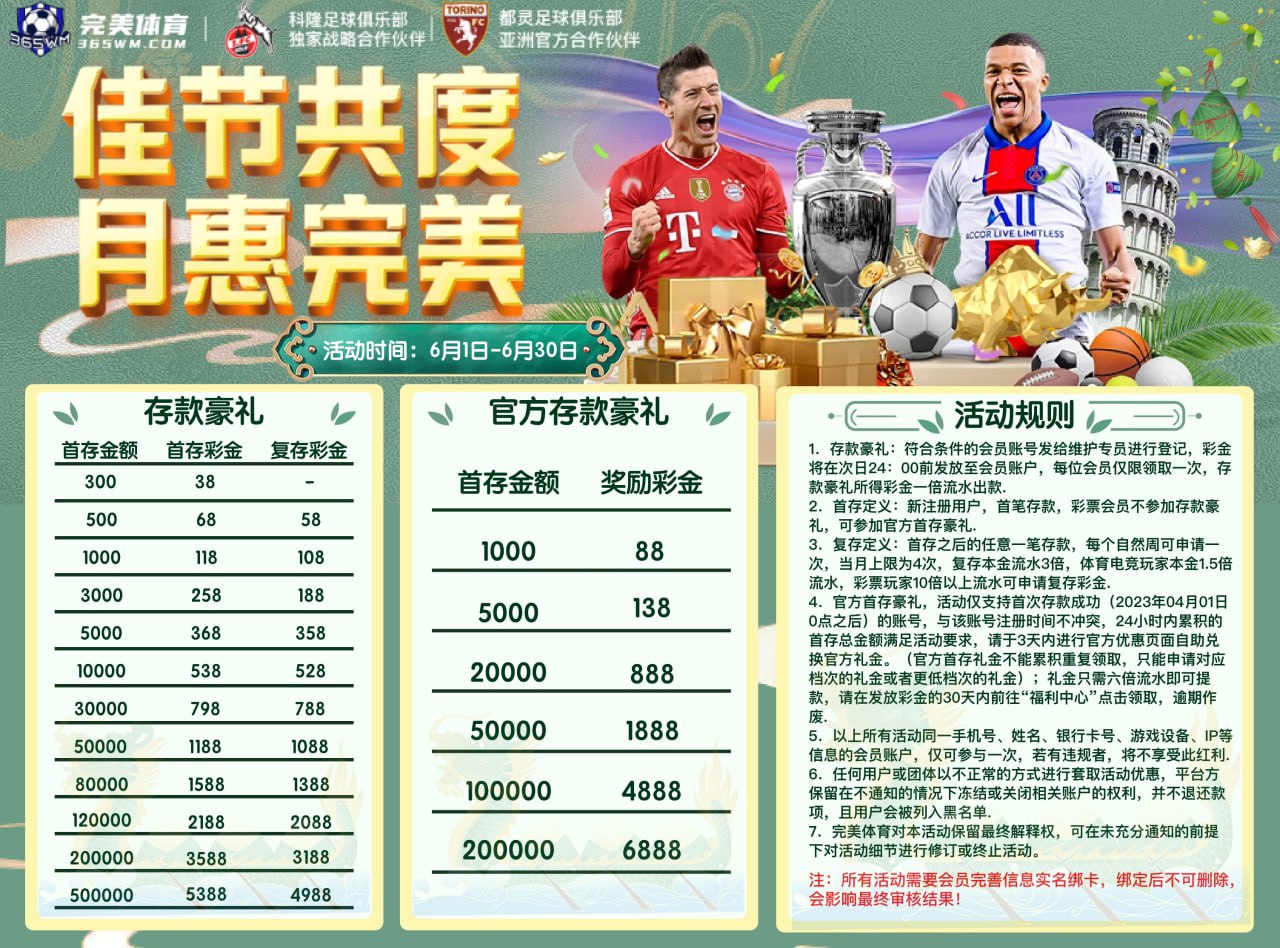 365WM
完美体育
365WM.COM
1.FC
KÖLN
科隆足球俱乐部
独家战略合作伙伴
TORINO
FC
都灵足球俱乐部
亚洲官方合作伙伴
佳节共度
月惠完美
活动时间：6月1日-6月30日
T
ALL
ACCOR LIVE LIMITLESS
存款豪礼
首存金额 首存彩金 复存彩金
300 38 -
500 68 58
1000 118 108
3000 258 188
5000 368 358
10000 538 528
30000 798 788
50000 1188 1088
80000 1588 1388
120000 2188 2088
200000 3588 3188
500000 5388 4988
官方存款豪礼
首存金额 奖励彩金
1000 88
5000 138
20000 888
50000 1888
100000 4888
200000 6888
活动规则
1. 存款豪礼：符合条件的会员账号发给维护专员进行登记，彩金
将在次日24：00前发放至会员账户，每位会员仅限领取一次，存
款豪礼所得彩金一倍流水出款.
2. 首存定义：新注册用户，首笔存款，彩票会员不参加存款豪
礼，可参加官方首存豪礼.
3. 复存定义：首存之后的任意一笔存款，每个自然周可申请一
次，当月上限为4次，复存本金流水3倍，体育电竞玩家本金1.5倍
流水，彩票玩家10倍以上流水可申请复存彩金.
4. 官方首存豪礼，活动仅支持首次存款成功（2023年04月01日
0点之后）的账号，与该账号注册时间不冲突，24小时内累积的
首存总金额满足活动要求，请于3天内进行官方优惠页面自助兑
换官方礼金。（官方首存礼金不能累积重复领取，只能申请对应
档次的礼金或者更低档次的礼金）；礼金只需六倍流水即可提
款，请在发放彩金的30天内前往“福利中心”点击领取，逾期作
废.
5. 以上所有活动同一手机号、姓名、银行卡号、游戏设备、IP等
信息的会员账户，仅可参与一次，若有违规者，将不享受此红利.
6. 任何用户或团体以不正常的方式进行套取活动优惠，平台方
保留在不通知的情况下冻结或关闭相关账户的权利，并不退还款
项，且用户会被列入黑名单.
7. 完美体育对本活动保留最终解释权，可在未充分通知的前提
下对活动细节进行修订或终止活动。
注：所有活动需要会员完善信息实名绑卡，绑定后不可删除，
会影响最终审核结果！